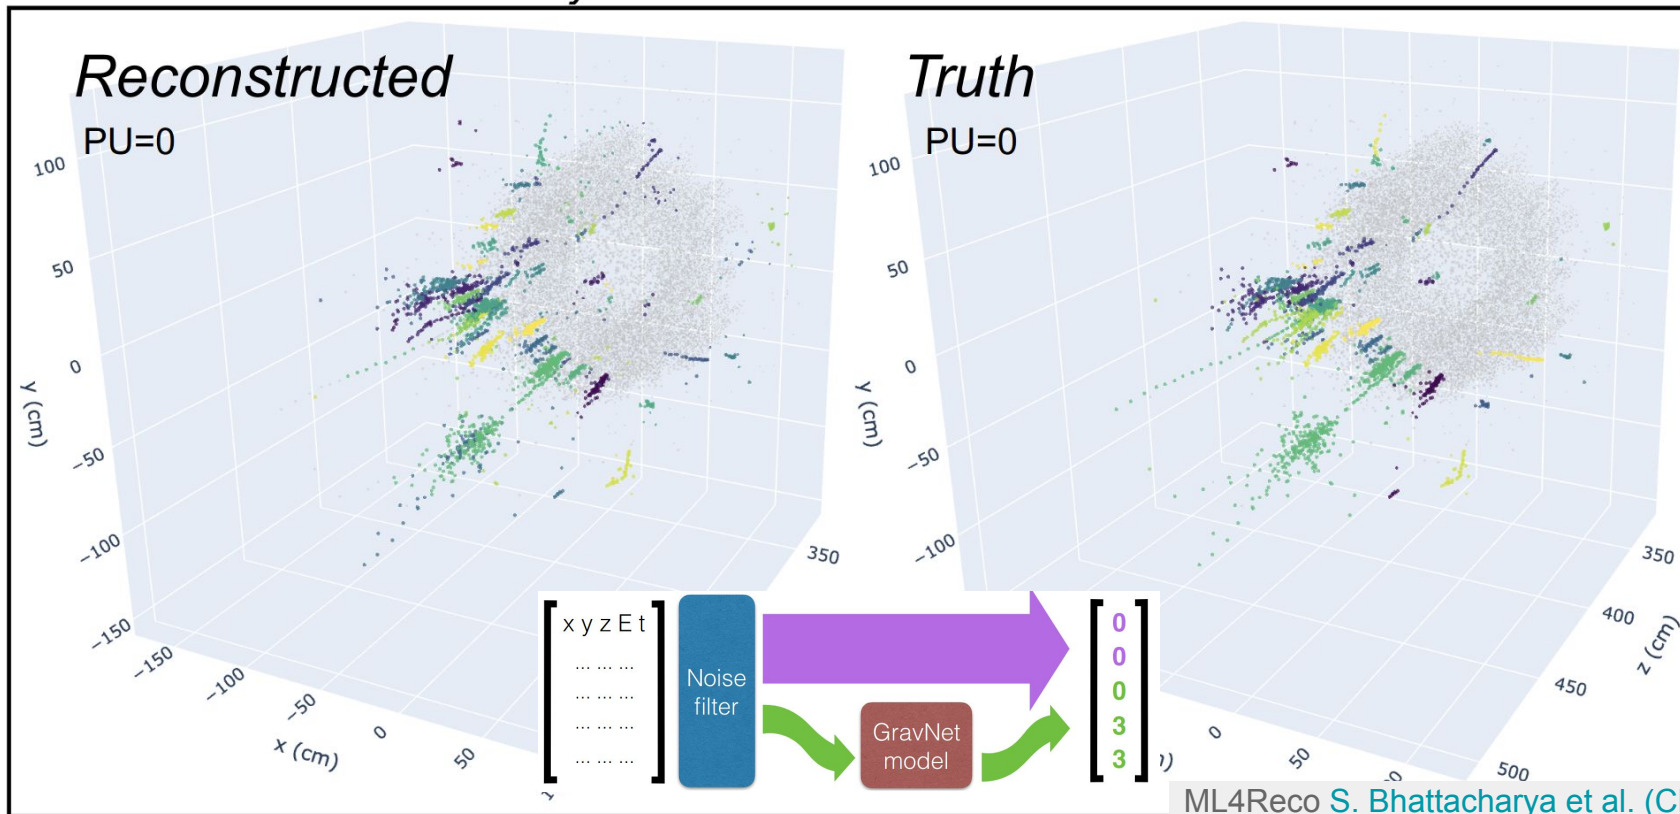 Reconstructed
PU=0
100
50
0
−50
−100
−150
y (cm)
−150
−100
−50
0
50
x (cm)
350
Truth
PU=0
100
50
0
−50
−100
y (cm)
0
50
350
400
450
500
z (cm)
x y z E t
... ... ...
... ... ...
... ... ...
... ... ...
Noise
filter
GravNet
model
0
0
0
3
3
ML4Reco S. Bhattacharya et al. (C